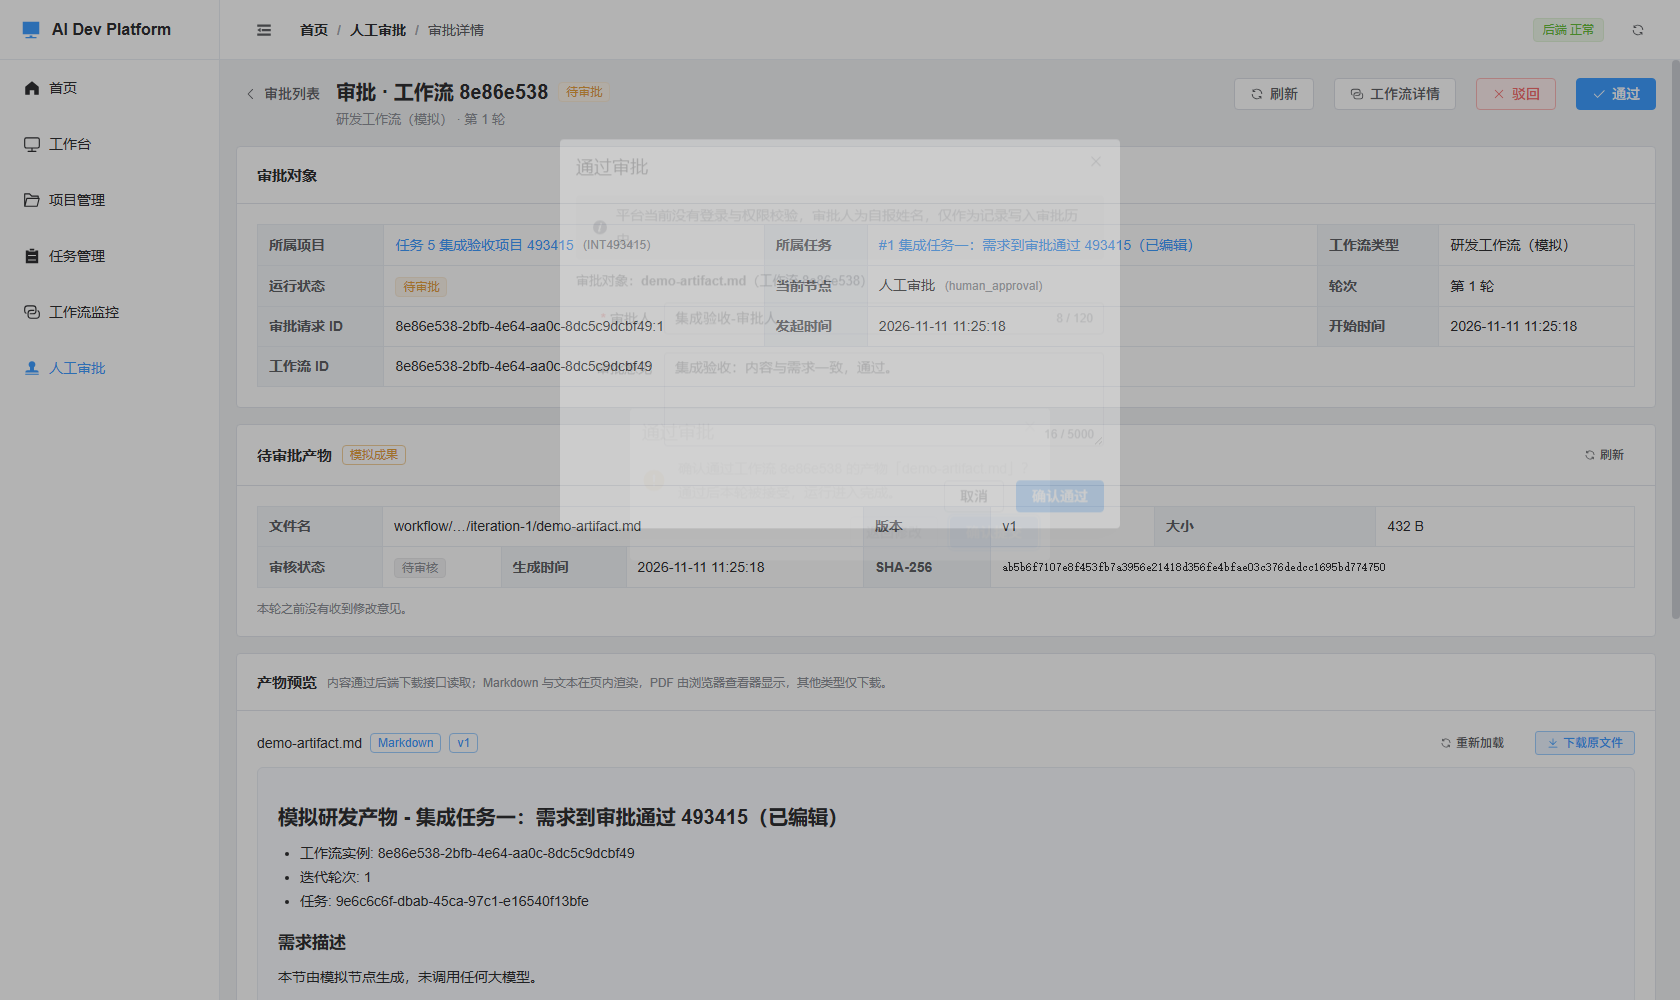 AI Dev Platform
首页 / 人工审批 / 审批详情
后端 正常
首页
工作台
项目管理
任务管理
工作流监控
人工审批
审批列表
审批 · 工作流 8e86e538
待审批
研发工作流（模拟） · 第 1 轮
刷新
工作流详情
驳回
通过
审批对象
所属项目
任务 5 集成验收项目 493415 (INT493415)
所属任务
#1 集成任务一：需求到审批通过 493415（已编辑）
工作流类型
研发工作流（模拟）
运行状态
待审批
当前节点
人工审批 (human_approval)
轮次
第 1 轮
审批请求 ID
8e86e538-2bfb-4e64-aa0c-8dc5c9dcbf49:1
发起时间
2026-11-11 11:25:18
开始时间
2026-11-11 11:25:18
工作流 ID
8e86e538-2bfb-4e64-aa0c-8dc5c9dcbf49
通过审批
平台当前没有登录与权限校验，审批人为自报姓名，仅作为记录写入审批历
审批对象：demo-artifact.md（工作流 8e86e538）
* 审批人
集成验收-审批人
8 / 120
集成验收：内容与需求一致，通过。
16 / 5000
通过审批
取消
确认通过
待审批产物
模拟成果
刷新
文件名
workflow/…/iteration-1/demo-artifact.md
版本
v1
大小
432 B
审核状态
待审核
生成时间
2026-11-11 11:25:18
SHA-256
ab5b6f7107e8f453fb7a3956e21418d356fe4bfae03c376dedcc1695bd774750
本轮之前没有收到修改意见。
产物预览
内容通过后端下载接口读取；Markdown 与文本在页内渲染，PDF 由浏览器查看器显示，其他类型仅下载。
demo-artifact.md
Markdown
v1
重新加载
下载原文件
模拟研发产物 - 集成任务一：需求到审批通过 493415（已编辑）
• 工作流实例: 8e86e538-2bfb-4e64-aa0c-8dc5c9dcbf49
• 迭代轮次: 1
• 任务: 9e6c6c6f-dbab-45ca-97c1-e16540f13bfe
需求描述
本节由模拟节点生成，未调用任何大模型。